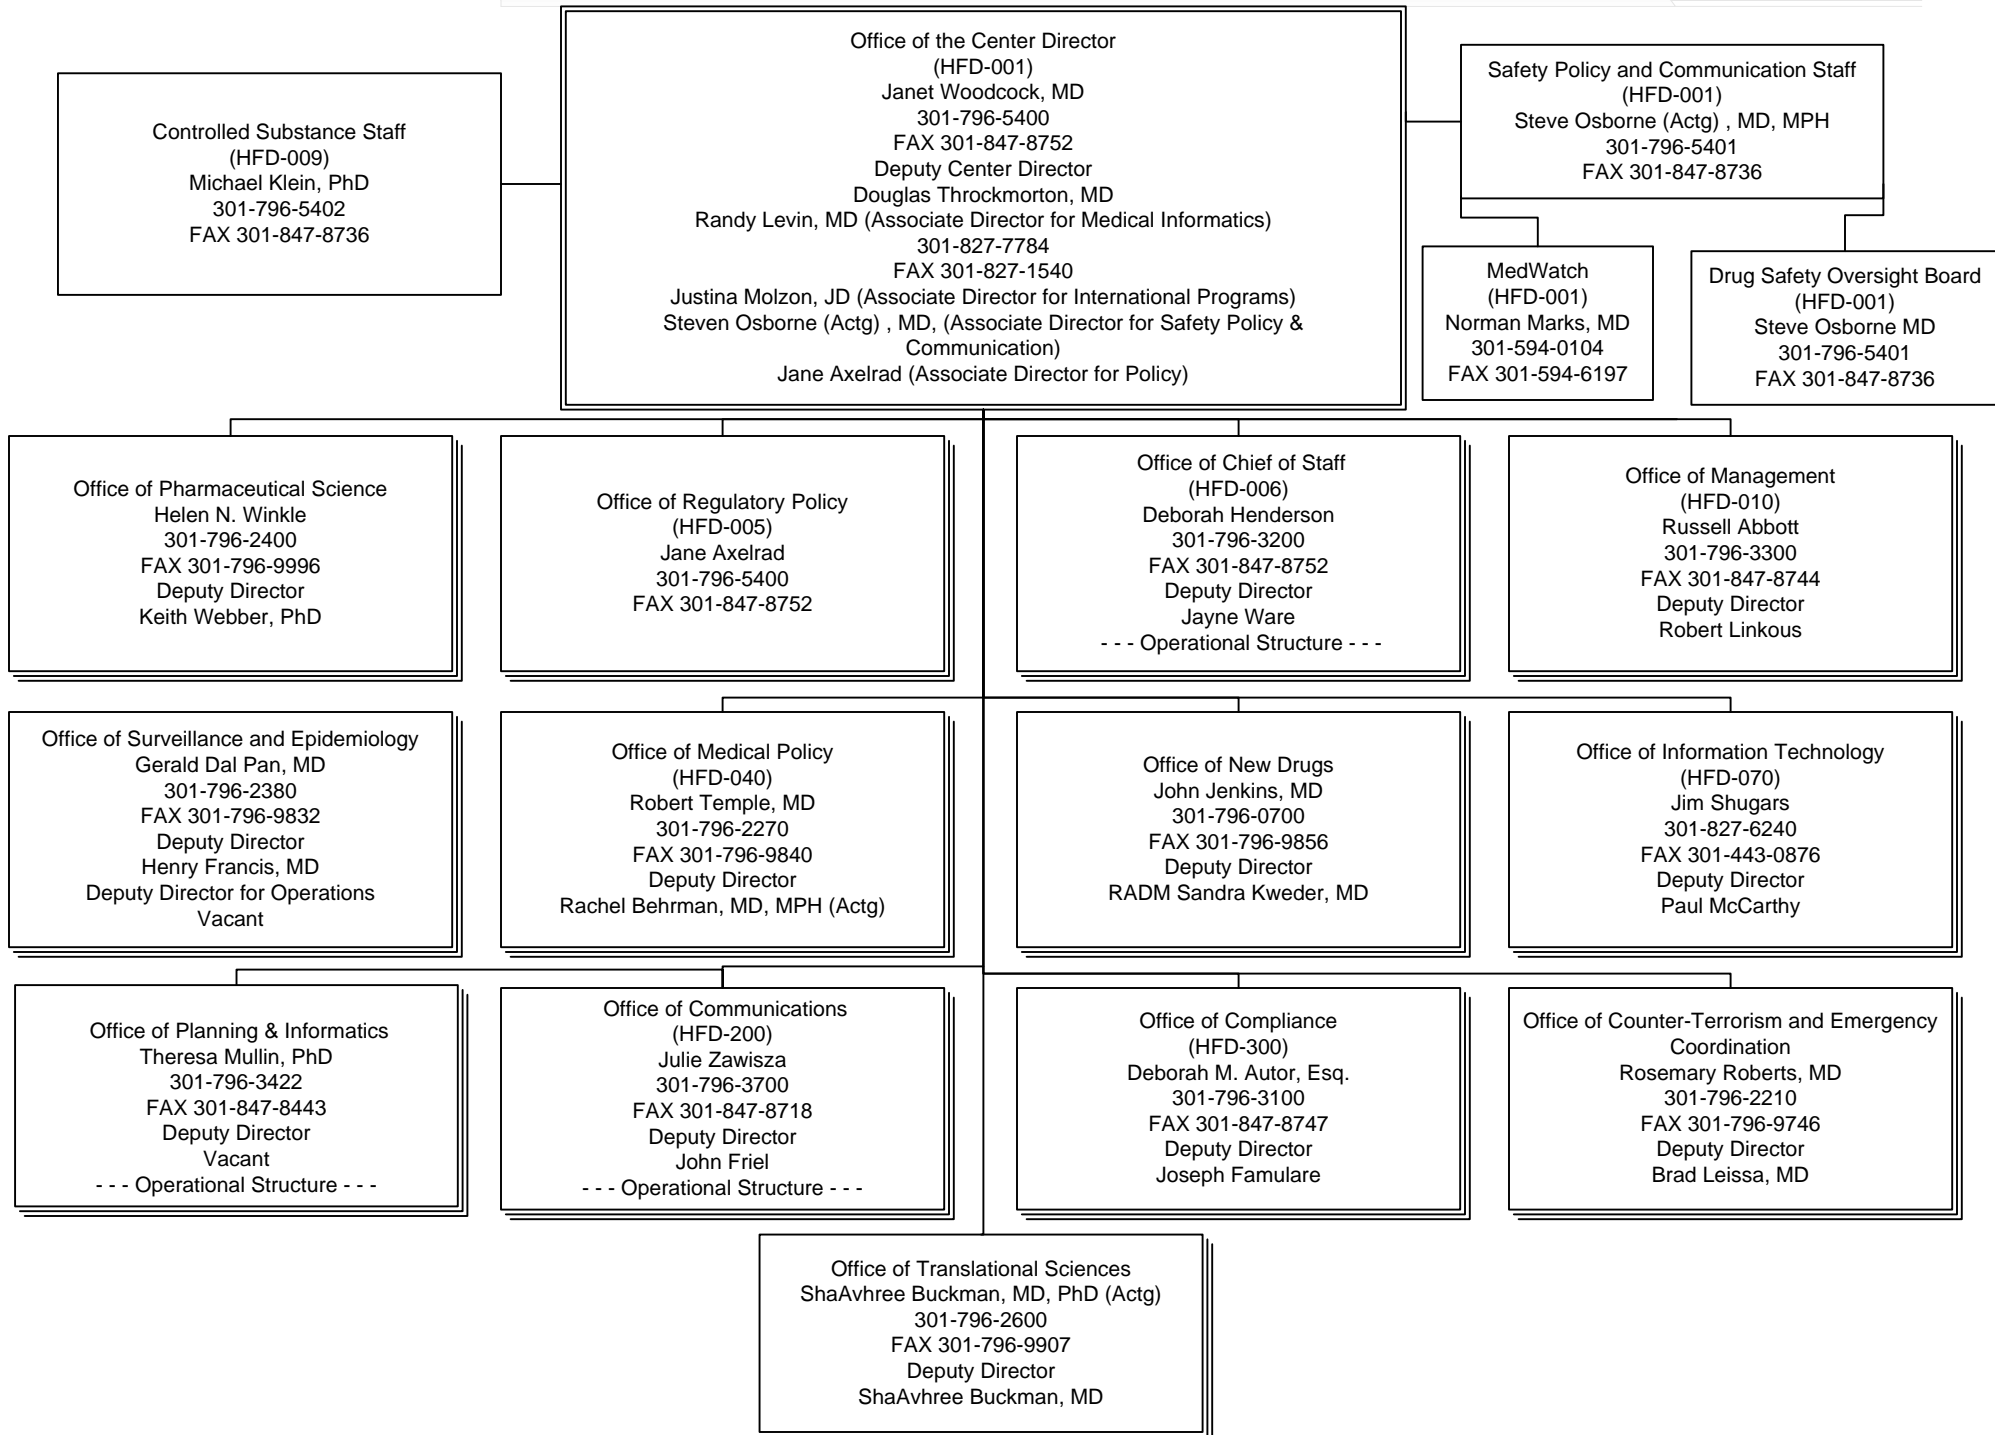 Office of the Center Director
(HFD-001)
Janet Woodcock, MD
301-796-5400
FAX 301-847-8752
Deputy Center Director
Douglas Throckmorton, MD
Randy Levin, MD (Associate Director for Medical Informatics)
301-827-7784
FAX 301-827-1540
Justina Molzon, JD (Associate Director for International Programs)
Steven Osborne (Actg) , MD, (Associate Director for Safety Policy &
Communication)
Jane Axelrad (Associate Director for Policy)
Controlled Substance Staff
(HFD-009)
Michael Klein, PhD
301-796-5402
FAX 301-847-8736
Safety Policy and Communication Staff
(HFD-001)
Steve Osborne (Actg) , MD, MPH
301-796-5401
FAX 301-847-8736
MedWatch
(HFD-001)
Norman Marks, MD
301-594-0104
FAX 301-594-6197
Drug Safety Oversight Board
(HFD-001)
Steve Osborne MD
301-796-5401
FAX 301-847-8736
Office of Pharmaceutical Science
Helen N. Winkle
301-796-2400
FAX 301-796-9996
Deputy Director
Keith Webber, PhD
Office of Regulatory Policy
(HFD-005)
Jane Axelrad
301-796-5400
FAX 301-847-8752
Office of Chief of Staff
(HFD-006)
Deborah Henderson
301-796-3200
FAX 301-847-8752
Deputy Director
Jayne Ware
- - - Operational Structure - - -
Office of Management
(HFD-010)
Russell Abbott
301-796-3300
FAX 301-847-8744
Deputy Director
Robert Linkous
Office of Surveillance and Epidemiology
Gerald Dal Pan, MD
301-796-2380
FAX 301-796-9832
Deputy Director
Henry Francis, MD
Deputy Director for Operations
Vacant
Office of Medical Policy
(HFD-040)
Robert Temple, MD
301-796-2270
FAX 301-796-9840
Deputy Director
Rachel Behrman, MD, MPH (Actg)
Office of New Drugs
John Jenkins, MD
301-796-0700
FAX 301-796-9856
Deputy Director
RADM Sandra Kweder, MD
Office of Information Technology
(HFD-070)
Jim Shugars
301-827-6240
FAX 301-443-0876
Deputy Director
Paul McCarthy
Office of Planning & Informatics
Theresa Mullin, PhD
301-796-3422
FAX 301-847-8443
Deputy Director
Vacant
- - - Operational Structure - - -
Office of Communications
(HFD-200)
Julie Zawisza
301-796-3700
FAX 301-847-8718
Deputy Director
John Friel
- - - Operational Structure - - -
Office of Compliance
(HFD-300)
Deborah M. Autor, Esq.
301-796-3100
FAX 301-847-8747
Deputy Director
Joseph Famulare
Office of Counter-Terrorism and Emergency
Coordination
Rosemary Roberts, MD
301-796-2210
FAX 301-796-9746
Deputy Director
Brad Leissa, MD
Office of Translational Sciences
ShaAvhree Buckman, MD, PhD (Actg)
301-796-2600
FAX 301-796-9907
Deputy Director
ShaAvhree Buckman, MD